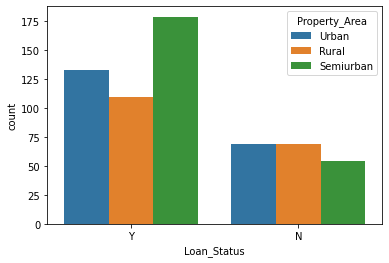 Property_Area
Urban
Rural
Semiurban
175
150
125
100
75
50
25
0
count
Y
N
Loan_Status